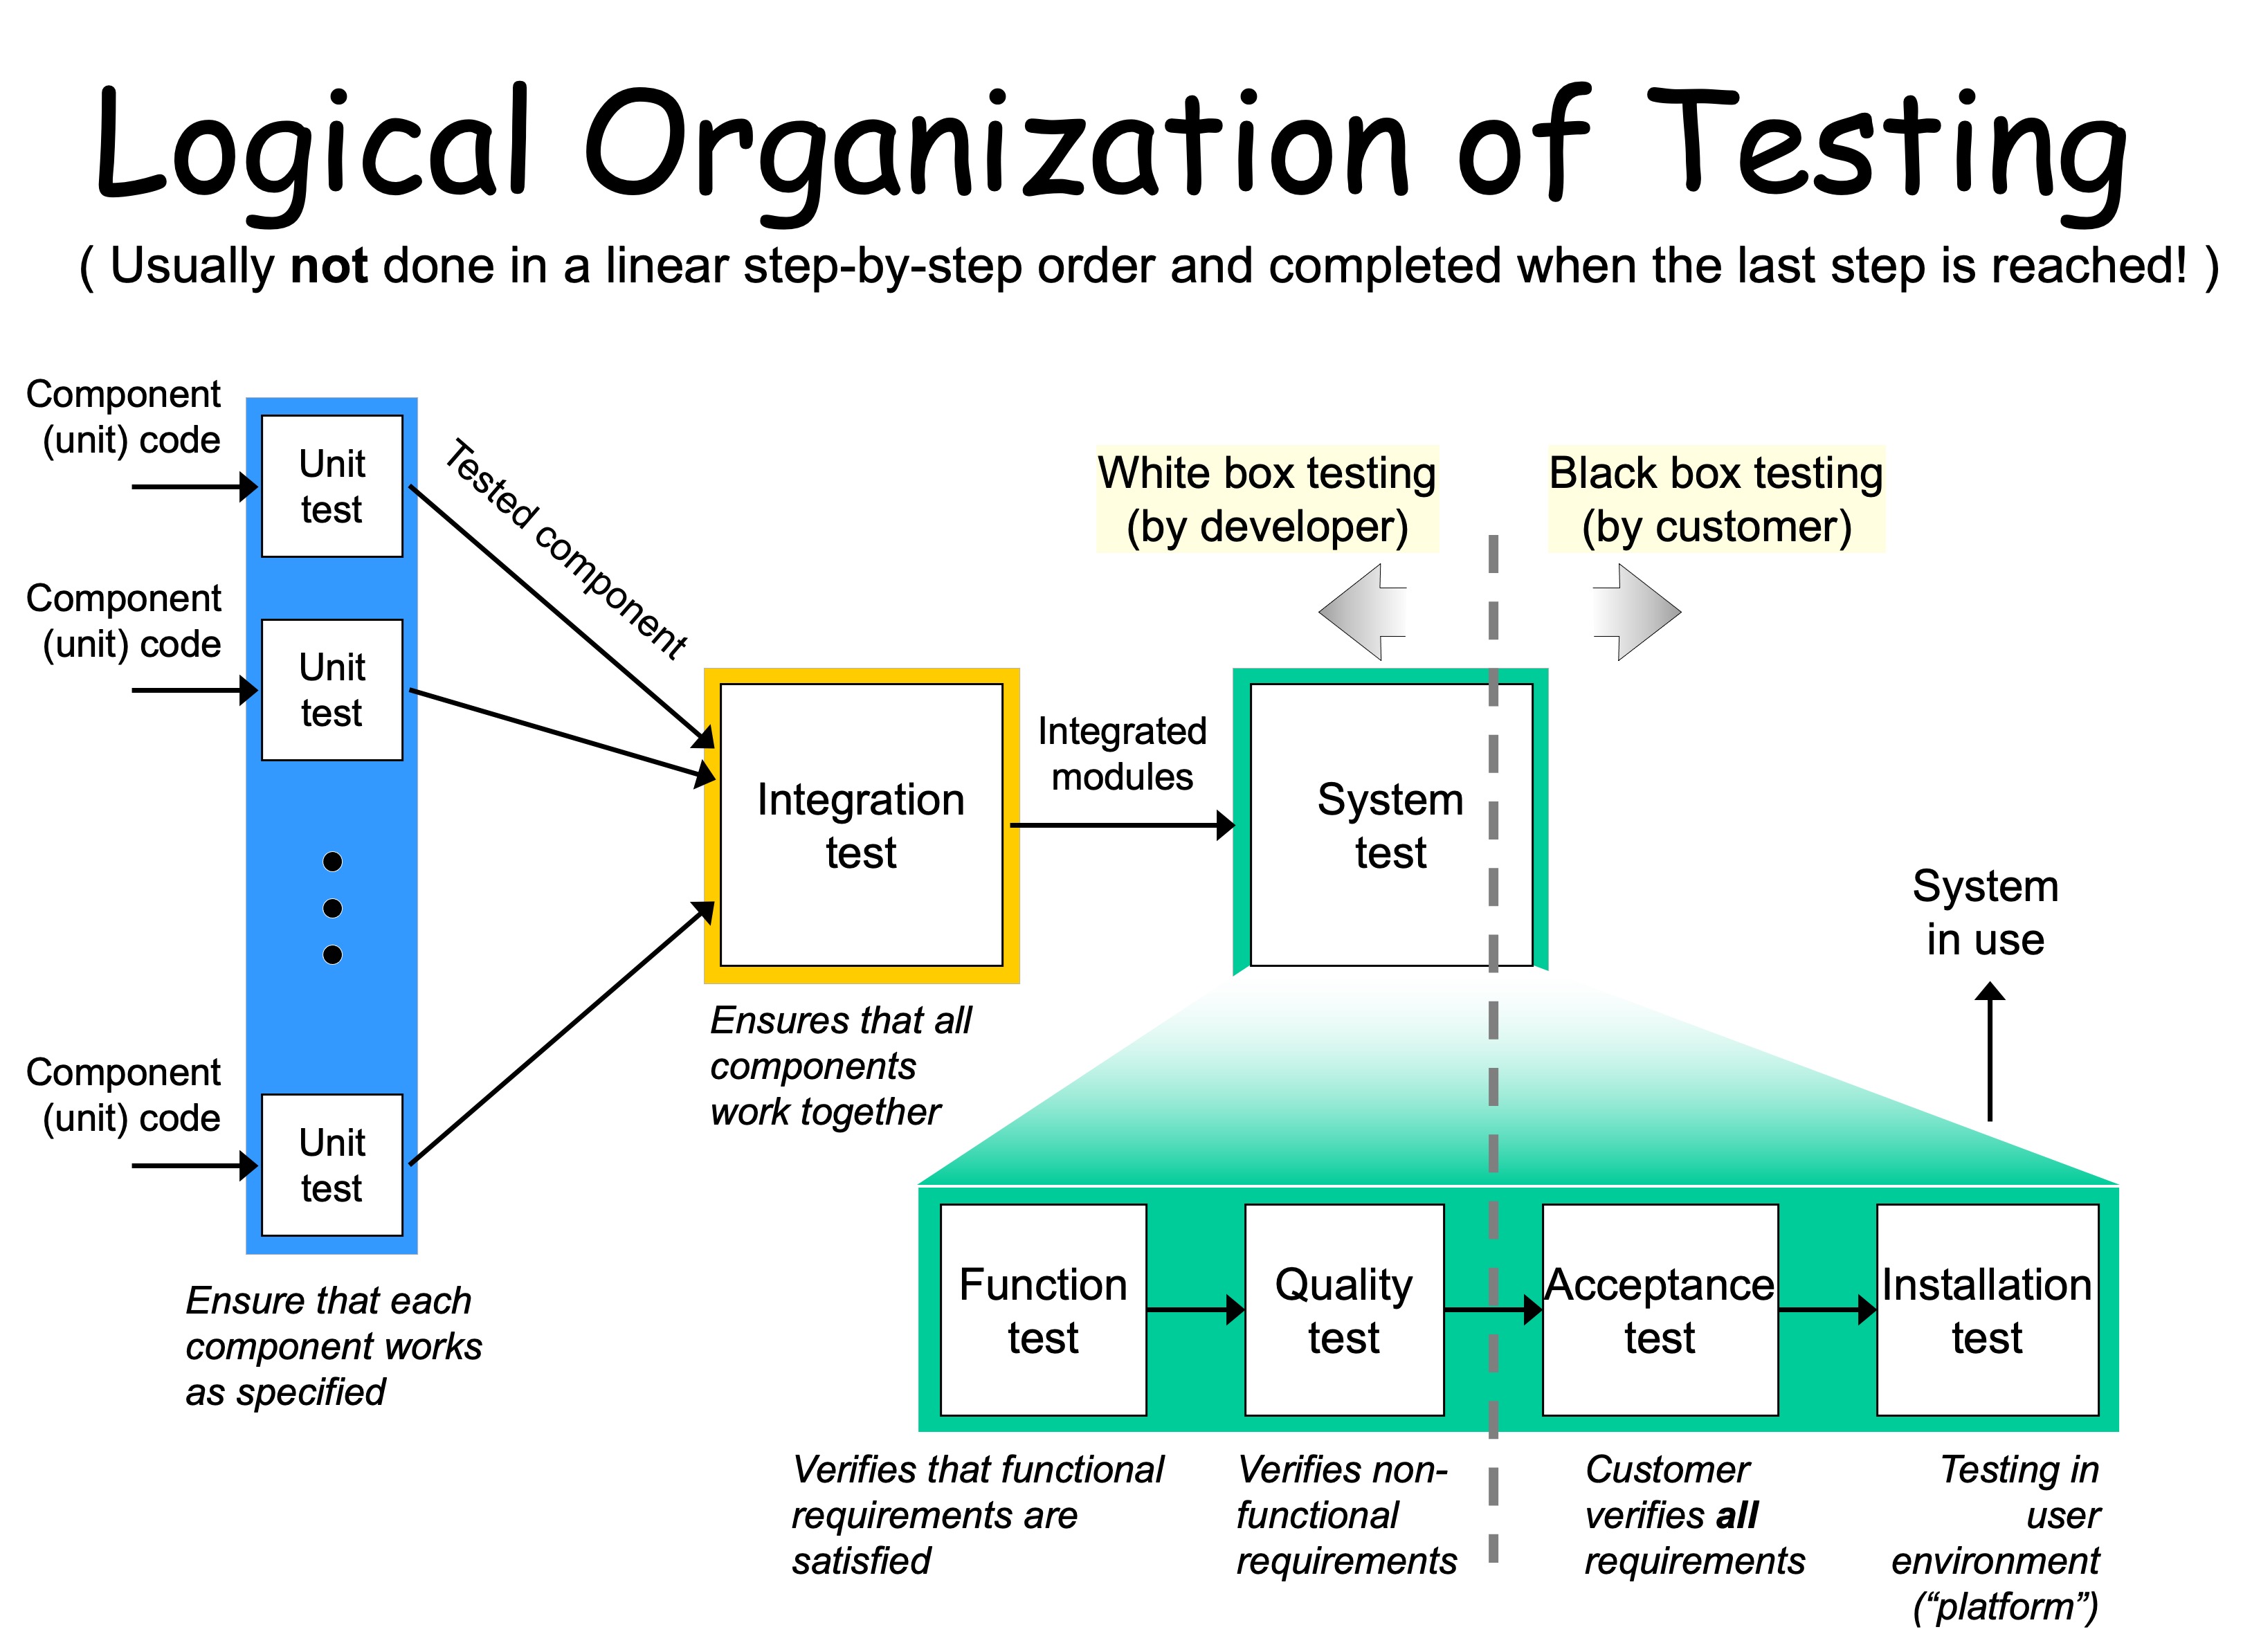 Logical Organization of Testing
( Usually not done in a linear step-by-step order and completed when the last step is reached! )
Component
(unit) code
Unit
test
Tested component
Component
(unit) code
Unit
test
Component
(unit) code
Unit
test
Ensure that each
component works
as specified
Integration
test
Ensures that all
components
work together
Integrated
modules
White box testing
(by developer)
Black box testing
(by customer)
System
test
System
in use
Function
test
Quality
test
Acceptance
test
Installation
test
Verifies that functional
requirements are
satisfied
Verifies non-
functional
requirements
Customer
verifies all
requirements
Testing in
user
environment
(“platform”)